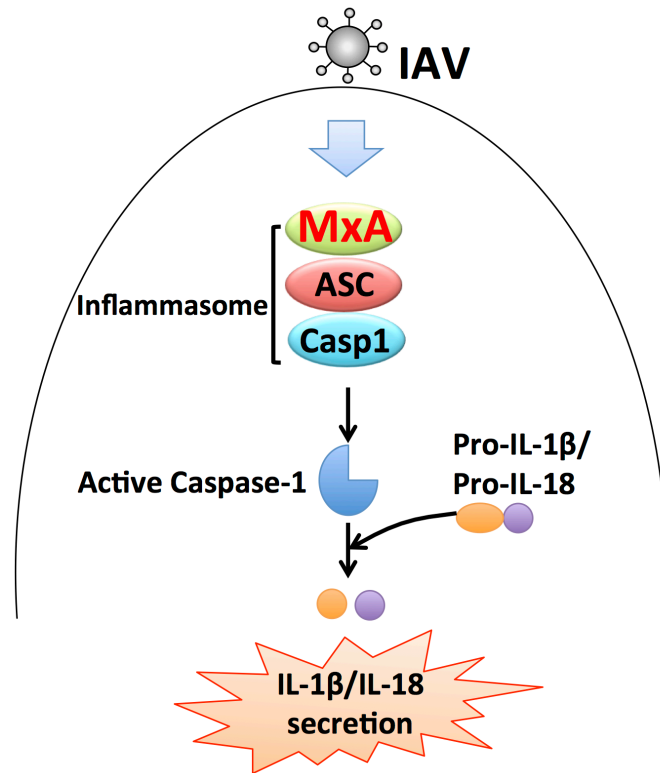 IAV
MxA
ASC
Inflammasome
Casp1
Pro-IL-1β/
Pro-IL-18
Active Caspase-1
IL-1β/IL-18
secretion